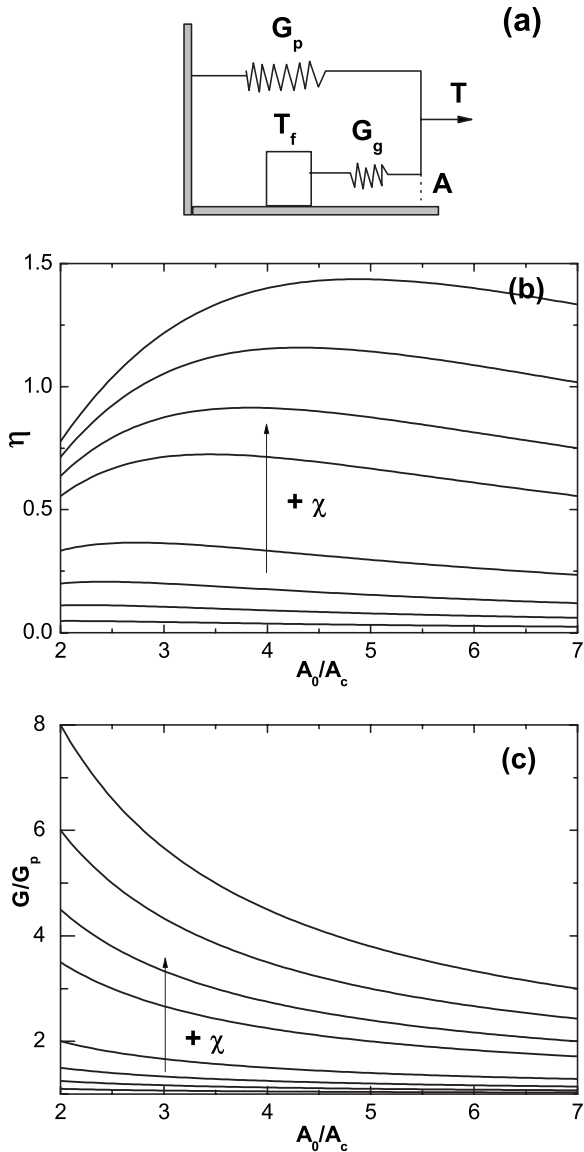 (a)
G_p
T
T_f
G_g
A
(b)
1.5
1.0
0.5
0.0
η
+ χ
2 3 4 5 6 7
A_0/A_c
(c)
8
6
4
2
G/G_p
+ χ
2 3 4 5 6 7
A_0/A_c